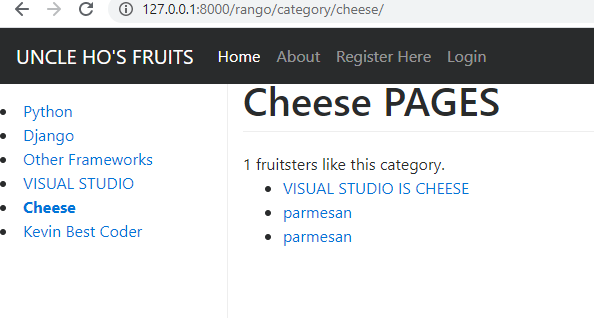 127.0.0.1:8000/rango/category/cheese/
UNCLE HO'S FRUITS Home About Register Here Login
Python
Django
Other Frameworks
VISUAL STUDIO
Cheese
Kevin Best Coder
Cheese PAGES
1 fruitsters like this category.
VISUAL STUDIO IS CHEESE
parmesan
parmesan